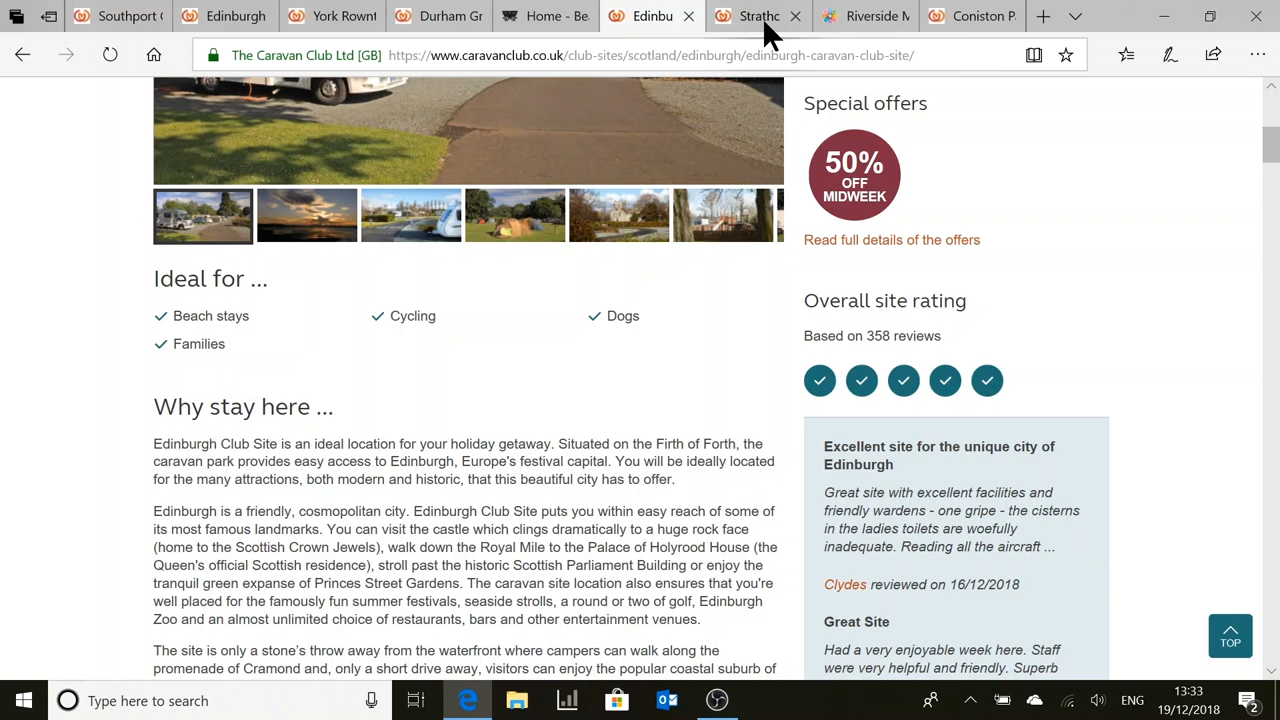 Southport C
Edinburgh
York Rownt
Durham Gr
Home - Be
Edinbu
Strathc
Riverside M
Coniston P
The Caravan Club Ltd [GB] https://www.caravanclub.co.uk/club-sites/scotland/edinburgh/edinburgh-caravan-club-site/
Special offers
50%
OFF
MIDWEEK
Read full details of the offers
Ideal for ...
Beach stays
Cycling
Dogs
Families
Overall site rating
Based on 358 reviews
Why stay here ...
Edinburgh Club Site is an ideal location for your holiday getaway. Situated on the Firth of Forth, the
caravan park provides easy access to Edinburgh, Europe's festival capital. You will be ideally located
for the many attractions, both modern and historic, that this beautiful city has to offer.
Edinburgh is a friendly, cosmopolitan city. Edinburgh Club Site puts you within easy reach of some of
its most famous landmarks. You can visit the castle which clings dramatically to a huge rock face
(home to the Scottish Crown Jewels), walk down the Royal Mile to the Palace of Holyrood House (the
Queen's official Scottish residence), stroll past the historic Scottish Parliament Building or enjoy the
tranquil green expanse of Princes Street Gardens. The caravan site location also ensures that you're
well placed for the famously fun summer festivals, seaside strolls, a round or two of golf, Edinburgh
Zoo and an almost unlimited choice of restaurants, bars and other entertainment venues.
The site is only a stone's throw away from the waterfront where campers can walk along the
promenade of Cramond and, only a short drive away, visitors can enjoy the popular coastal suburb of
Excellent site for the unique city of
Edinburgh
Great site with excellent facilities and
friendly wardens - one gripe - the cisterns
in the ladies toilets are woefully
inadequate. Reading all the aircraft ...
Clydes reviewed on 16/12/2018
Great Site
Had a very enjoyable week here. Staff
were very helpful and friendly. Superb
TOP
Type here to search
ENG
13:33
19/12/2018
2